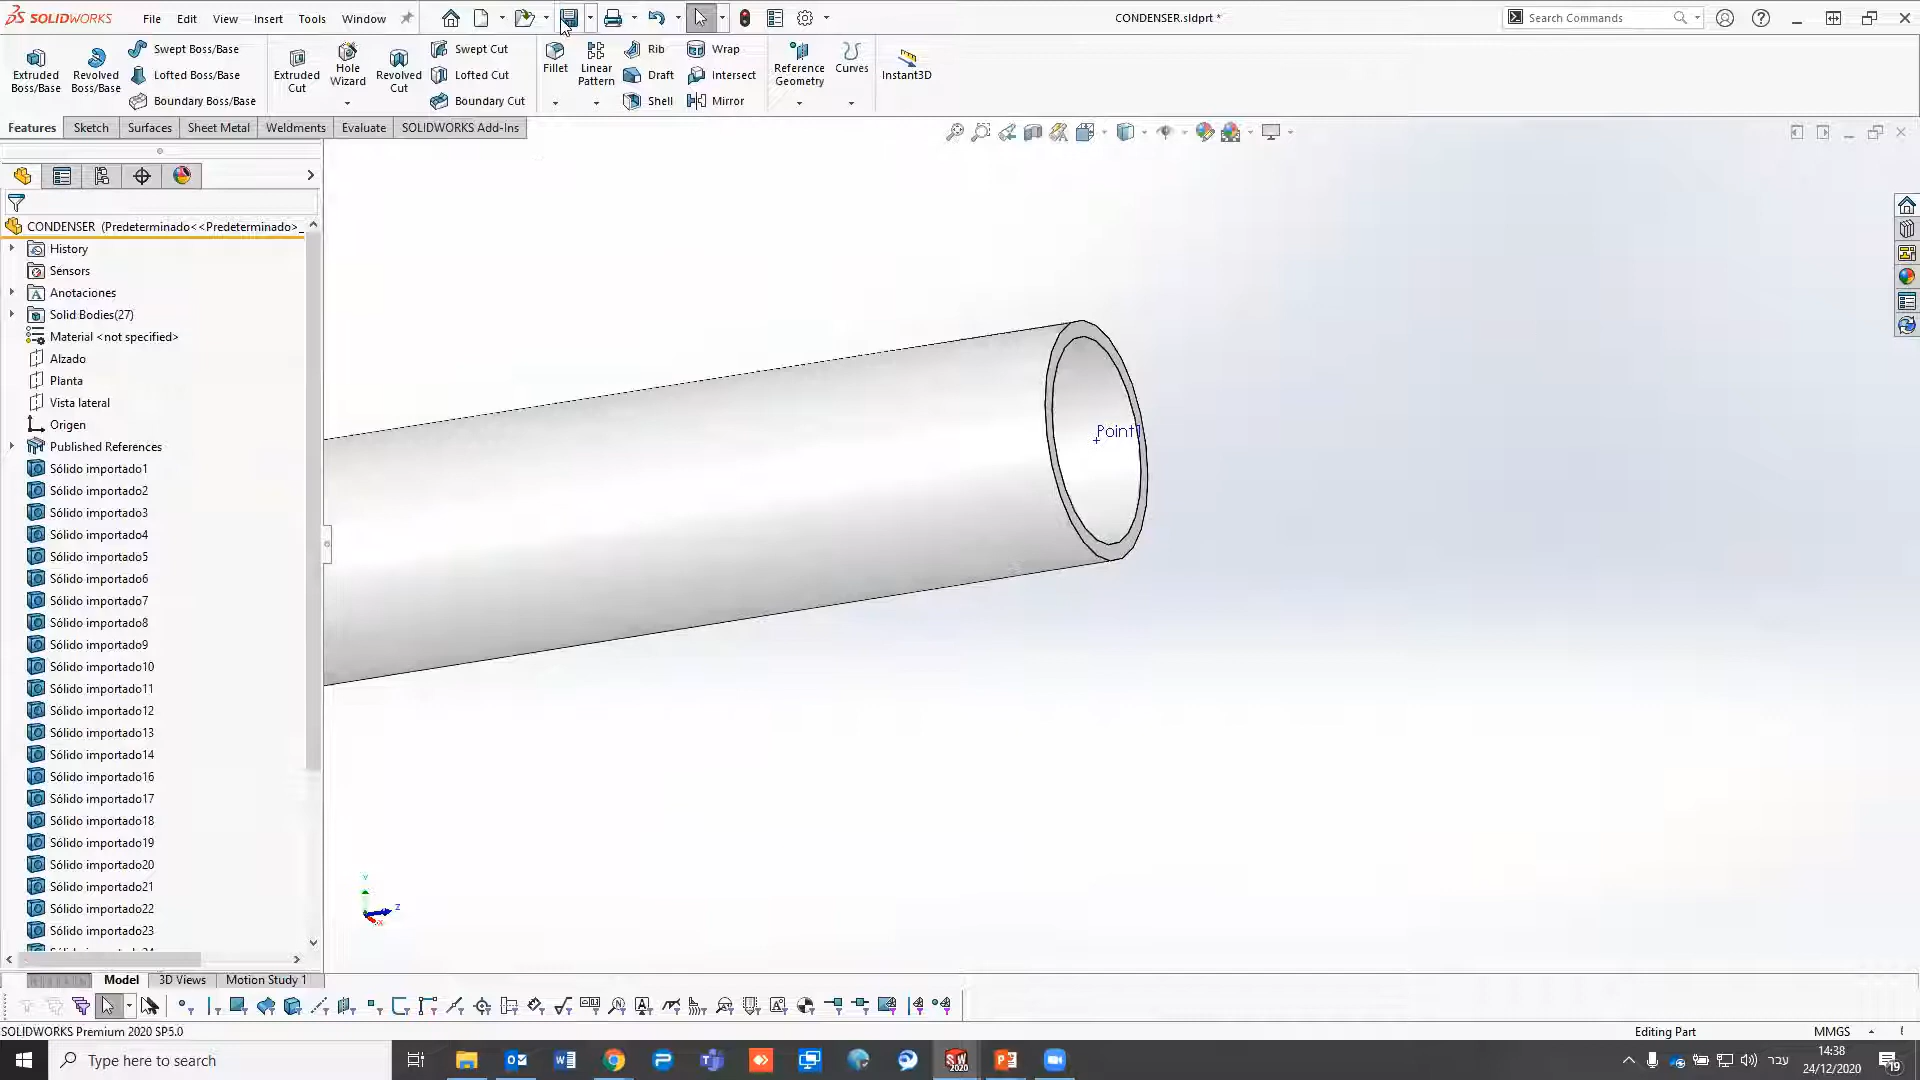 SOLIDWORKS
File Edit View Insert Tools Window
CONDENSER.sldprt *
Search Commands
Extruded Boss/Base
Revolved Boss/Base
Swept Boss/Base
Lofted Boss/Base
Boundary Boss/Base
Extruded Cut
Hole Wizard
Revolved Cut
Swept Cut
Lofted Cut
Boundary Cut
Fillet
Linear Pattern
Rib
Draft
Shell
Wrap
Intersect
Mirror
Reference Geometry
Curves
Instant3D
Features Sketch Surfaces Sheet Metal Weldments Evaluate SOLIDWORKS Add-Ins
CONDENSER (Predeterminado<<Predeterminado>_
History
Sensors
Anotaciones
Solid Bodies(27)
Material <not specified>
Alzado
Planta
Vista lateral
Origen
Published References
Sólido importado1
Sólido importado2
Sólido importado3
Sólido importado4
Sólido importado5
Sólido importado6
Sólido importado7
Sólido importado8
Sólido importado9
Sólido importado10
Sólido importado11
Sólido importado12
Sólido importado13
Sólido importado14
Sólido importado16
Sólido importado17
Sólido importado18
Sólido importado19
Sólido importado20
Sólido importado21
Sólido importado22
Sólido importado23
Point1
Y
Z
X
Model 3D Views Motion Study 1
SOLIDWORKS Premium 2020 SP5.0
Editing Part
MMGS
Type here to search
SW 2020
עבר
14:38
24/12/2020
19